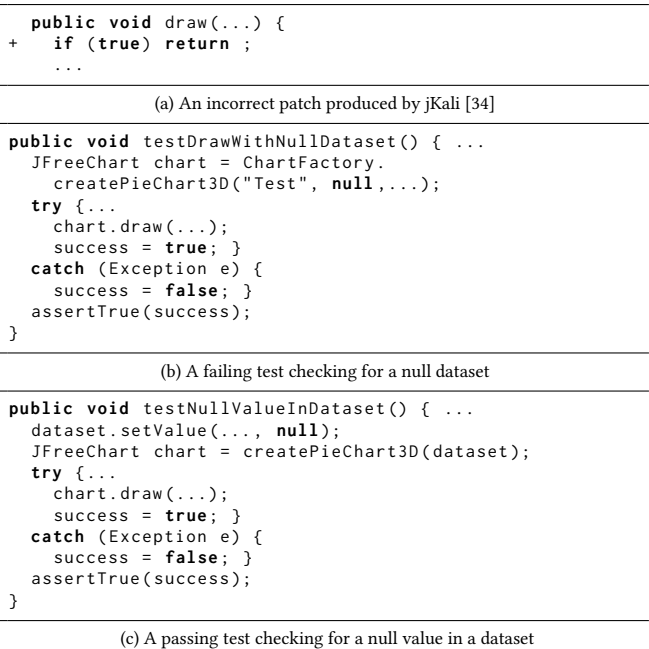 public void draw(...) {
+ if (true) return ;
...
(a) An incorrect patch produced by jKali [34]
public void testDrawWithNullDataset() { ...
JFreeChart chart = ChartFactory.
createPieChart3D("Test", null,...);
try {...
chart.draw(...);
success = true; }
catch (Exception e) {
success = false; }
assertTrue(success);
}
(b) A failing test checking for a null dataset
public void testNullValueInDataset() { ...
dataset.setValue(..., null);
JFreeChart chart = createPieChart3D(dataset);
try {...
chart.draw(...);
success = true; }
catch (Exception e) {
success = false; }
assertTrue(success);
}
(c) A passing test checking for a null value in a dataset